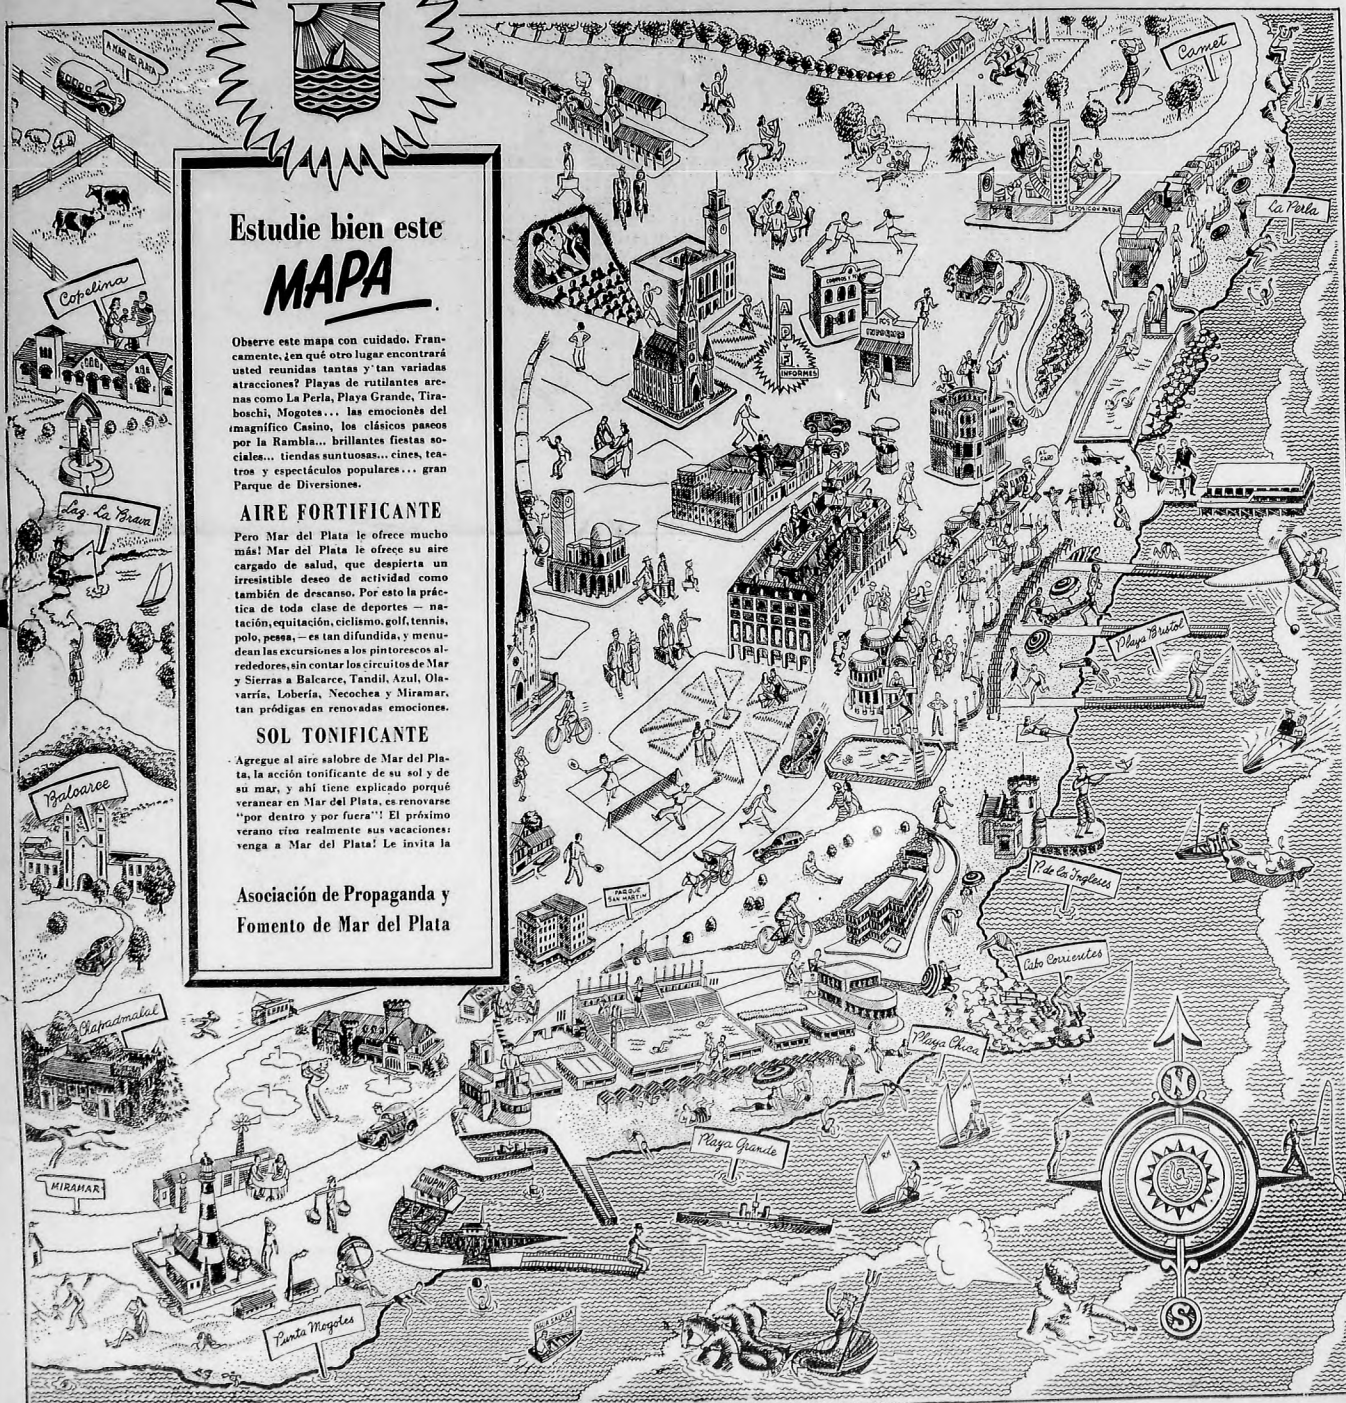 A MAR DEL PLATA
Camet
La Perla
Estudie bien este
MAPA
Observe este mapa con cuidado. Fran-
camente, ¿en qué otro lugar encontrará
usted reunidas tantas y tan variadas
atracciones? Playas de rutilantes are-
nas como La Perla, Playa Grande, Tira-
boschi, Mogotes... las emocionès del
magnífico Casino, los clásicos paseos
por la Rambla... brillantes fiestas so-
ciales... tiendas suntuosas... cines, tea-
tros y espectáculos populares... gran
Parque de Diversiones.
AIRE FORTIFICANTE
Pero Mar del Plata le ofrece mucho
más! Mar del Plata le ofrece su aire
cargado de salud, que despierta un
irresistible deseo de actividad como
también de descanso. Por esto la prác-
tica de toda clase de deportes — na-
tación, equitación, ciclismo, golf, tennis,
polo, pesea, — es tan difundida, y menu-
dean las excursiones a los pintorescos al-
rededores, sin contar los circuitos de Mar
y Sierras a Balcarce, Tandil, Azul, Ola-
varría, Lobería, Necochea y Miramar,
tan pródigas en renovadas emociones.
SOL TONIFICANTE
Agregue al aire salobre de Mar del Pla-
ta, la acción tonificante de su sol y de
su mar, y ahí tiene explicado porqué
veranear en Mar del Plata, es renovarse
"por dentro y por fuera"! El próximo
verano viva realmente sus vacaciones:
venga a Mar del Plata! Le invita la
Asociación de Propaganda y
Fomento de Mar del Plata
Copelina
Lag. La Brava
Balcarce
Chapadmalal
MIRAMAR
CORREOS Y
INFORMES
INFORMES
Playa Bristol
P. de los Ingleses
PARQUE
SAN MARTIN
Cabo Corrientes
Playa Chica
Playa Grande
CHUPIN
Punta Mogotes
AGUA SALADA
N
S